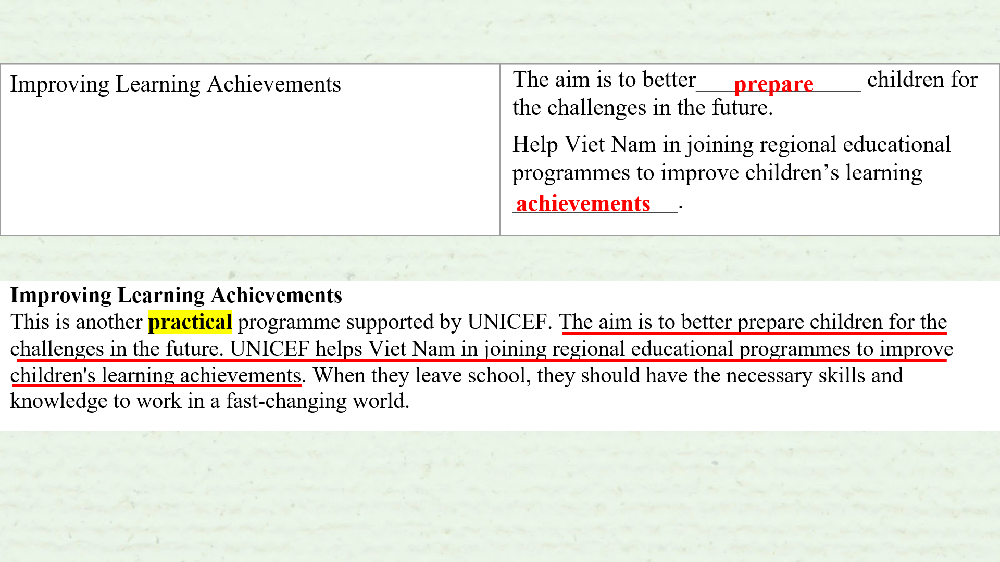 Improving Learning Achievements
The aim is to better prepare children for
the challenges in the future.
Help Viet Nam in joining regional educational
programmes to improve children’s learning
achievements.
Improving Learning Achievements
This is another practical programme supported by UNICEF. The aim is to better prepare children for the
challenges in the future. UNICEF helps Viet Nam in joining regional educational programmes to improve
children's learning achievements. When they leave school, they should have the necessary skills and
knowledge to work in a fast-changing world.